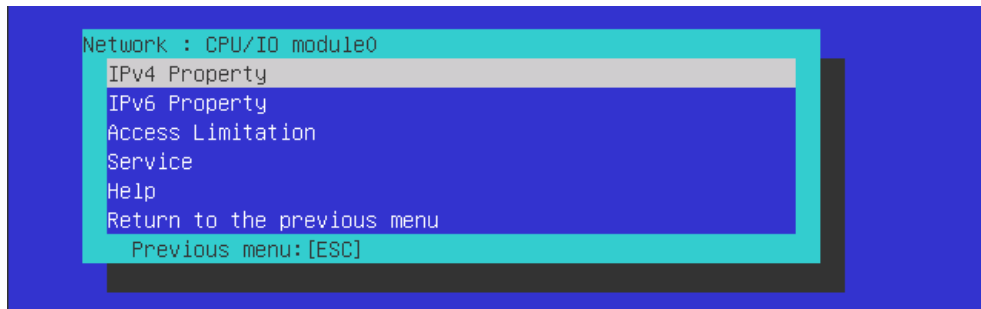 Network : CPU/IO module0
IPv4 Property
IPv6 Property
Access Limitation
Service
Help
Return to the previous menu
Previous menu:[ESC]